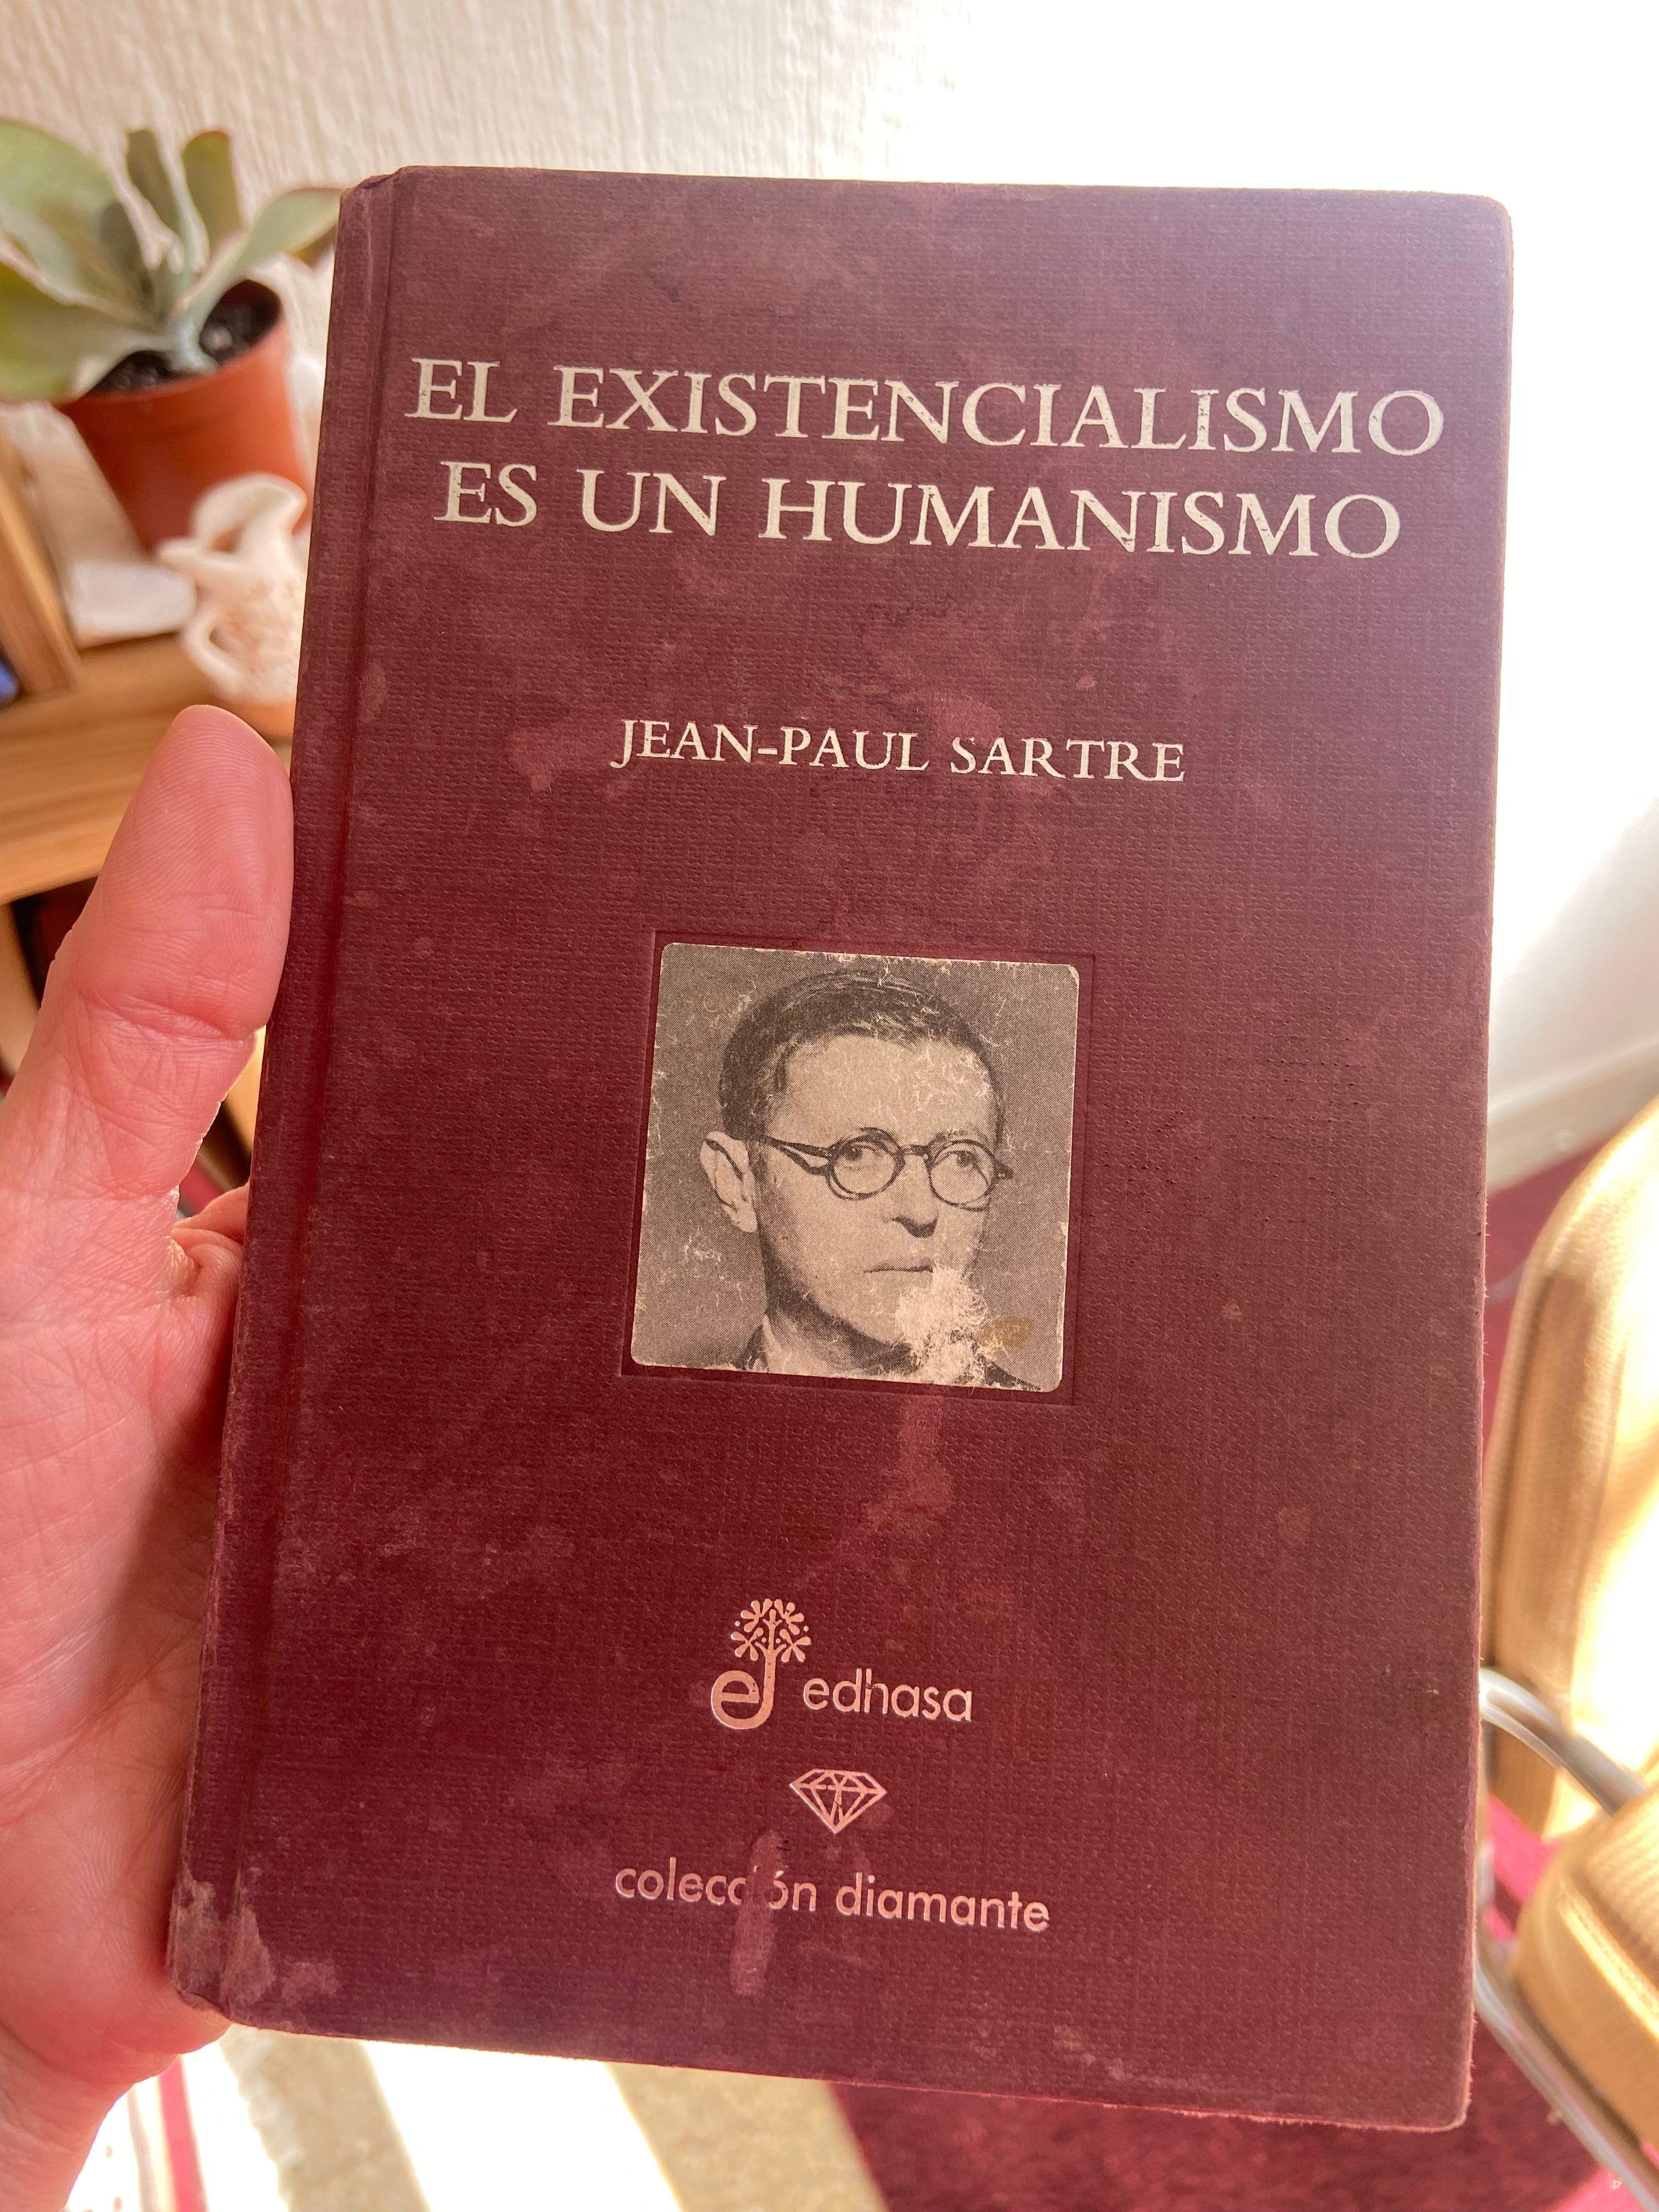 EL EXISTENCIALISMO
ES UN HUMANISMO
JEAN-PAUL SARTRE
edhasa
colección diamante